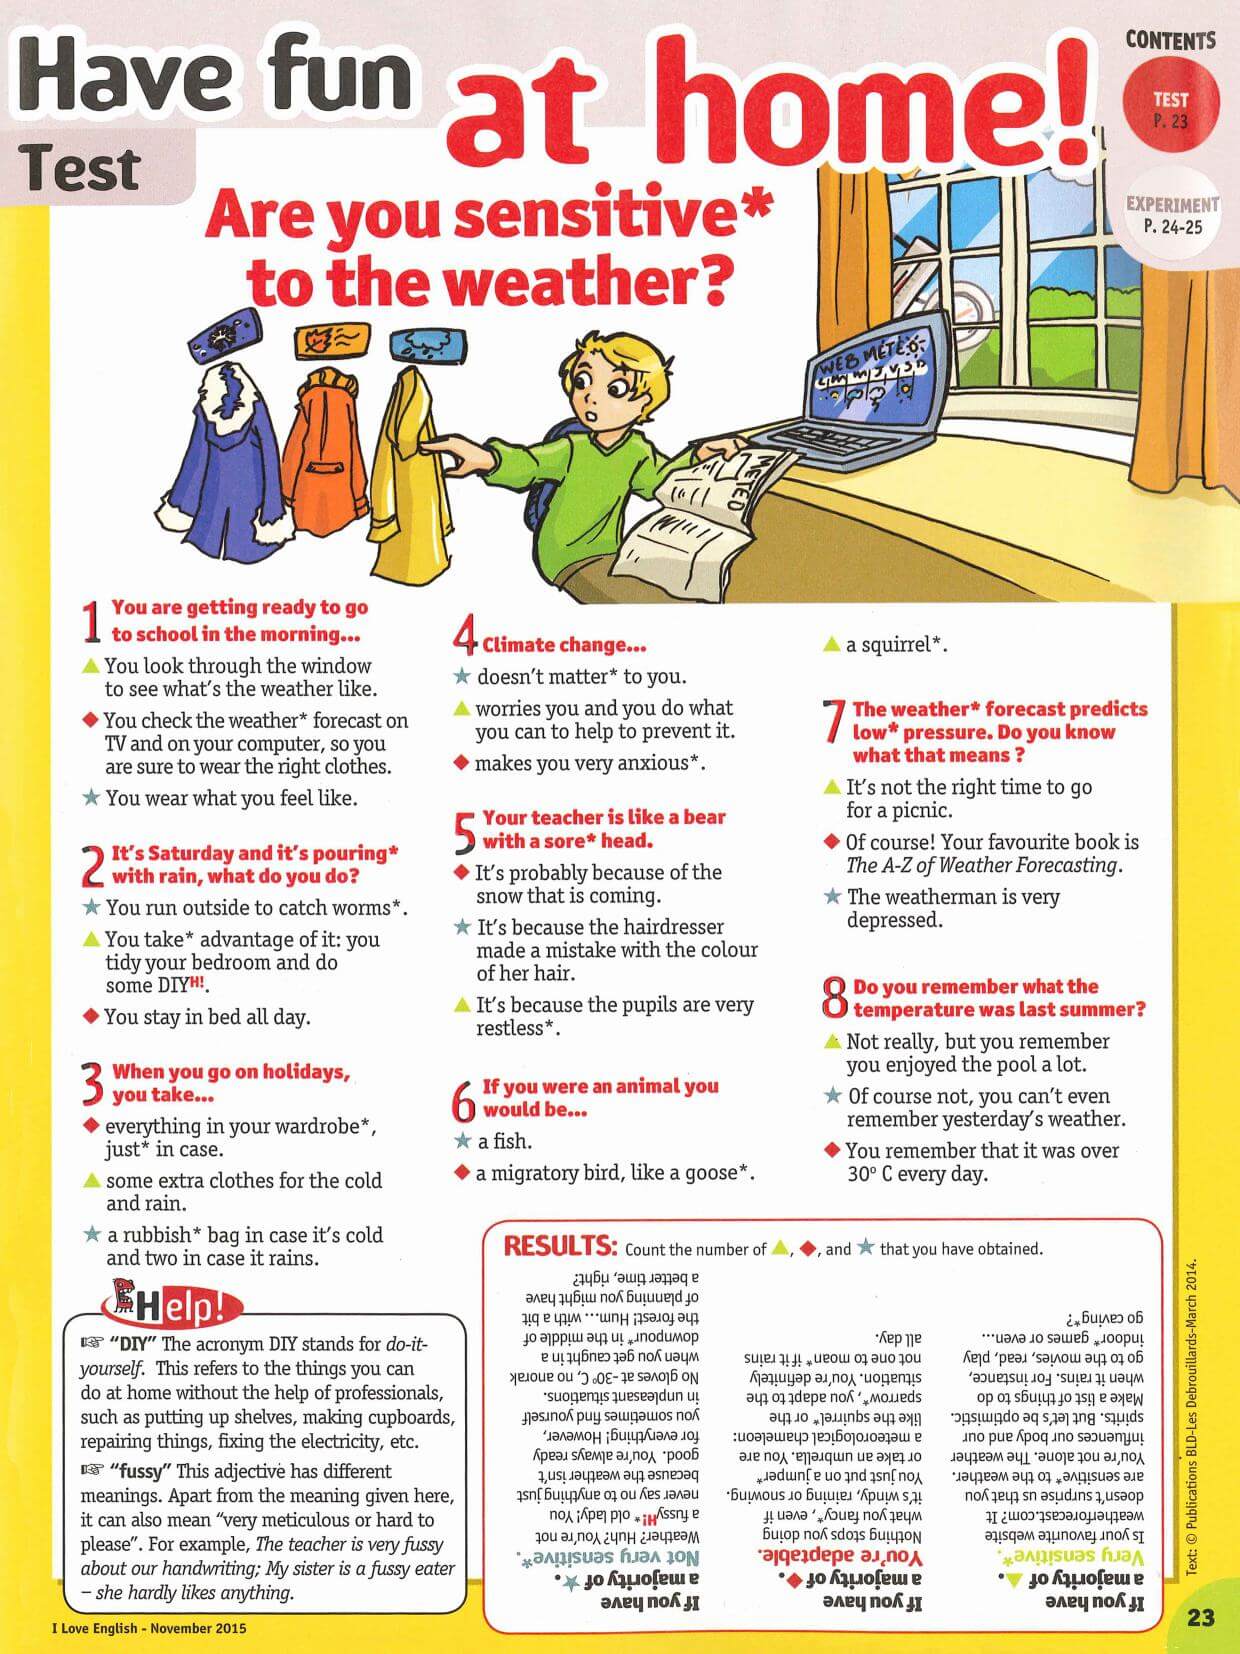 Have fun at home!
CONTENTS
TEST
P. 23
EXPERIMENT
P. 24-25
Test
Are you sensitive*
to the weather?
WEB METEO
L M M J V S D
METEO
1 You are getting ready to go
to school in the morning...
▲ You look through the window
to see what's the weather like.
◆ You check the weather* forecast on
TV and on your computer, so you
are sure to wear the right clothes.
★ You wear what you feel like.
2 It's Saturday and it's pouring*
with rain, what do you do?
★ You run outside to catch worms*.
▲ You take* advantage of it: you
tidy your bedroom and do
some DIYH!.
◆ You stay in bed all day.
3 When you go on holidays,
you take...
◆ everything in your wardrobe*,
just* in case.
▲ some extra clothes for the cold
and rain.
★ a rubbish* bag in case it's cold
and two in case it rains.
4 Climate change...
★ doesn't matter* to you.
▲ worries you and you do what
you can to help to prevent it.
◆ makes you very anxious*.
5 Your teacher is like a bear
with a sore* head.
◆ It's probably because of the
snow that is coming.
★ It's because the hairdresser
made a mistake with the colour
of her hair.
▲ It's because the pupils are very
restless*.
6 If you were an animal you
would be...
★ a fish.
◆ a migratory bird, like a goose*.
▲ a squirrel*.
7 The weather* forecast predicts
low* pressure. Do you know
what that means ?
▲ It's not the right time to go
for a picnic.
◆ Of course! Your favourite book is
The A-Z of Weather Forecasting.
★ The weatherman is very
depressed.
8 Do you remember what the
temperature was last summer?
▲ Not really, but you remember
you enjoyed the pool a lot.
★ Of course not, you can't even
remember yesterday's weather.
◆ You remember that it was over
30° C every day.
Help!
☞ "DIY" The acronym DIY stands for do-it-
yourself. This refers to the things you can
do at home without the help of professionals,
such as putting up shelves, making cupboards,
repairing things, fixing the electricity, etc.
☞ "fussy" This adjective has different
meanings. Apart from the meaning given here,
it can also mean "very meticulous or hard to
please". For example, The teacher is very fussy
about our handwriting; My sister is a fussy eater
– she hardly likes anything.
RESULTS: Count the number of ▲, ◆, and ★ that you have obtained.
If you have
a majority of ▲.
Very sensitive*.
Is your favourite website
weatherforecast.com? It
doesn't surprise us that you
are sensitive* to the weather.
You're not alone. The weather
influences our body and our
spirits. But let's be optimistic.
Make a list of things to do
when it rains. For instance,
go to the movies, read, play
indoor* games or even...
go caving*?
If you have
a majority of ◆.
You're adaptable.
Nothing stops you doing
what you fancy*, even if
it's windy, raining or snowing.
You just put on a jumper*
or take an umbrella. You are
a meteorological chameleon:
like the squirrel* or the
sparrow*, you adapt to the
situation. You're definitely
not one to moan* if it rains
all day.
If you have
a majority of ★.
Not very sensitive*.
Weather? Huh? You're not
a fussyH!* old lady! You
never say no to anything just
because the weather isn't
good. You're always ready
for everything! However,
you sometimes find yourself
in unpleasant situations.
No gloves at -30° C, no anorak
when you get caught in a
downpour* in the middle of
the forest! Hum... with a bit
of planning you might have
a better time, right?
Text: © Publications BLD-Les Debrouillards-March 2014.
I Love English - November 2015
23